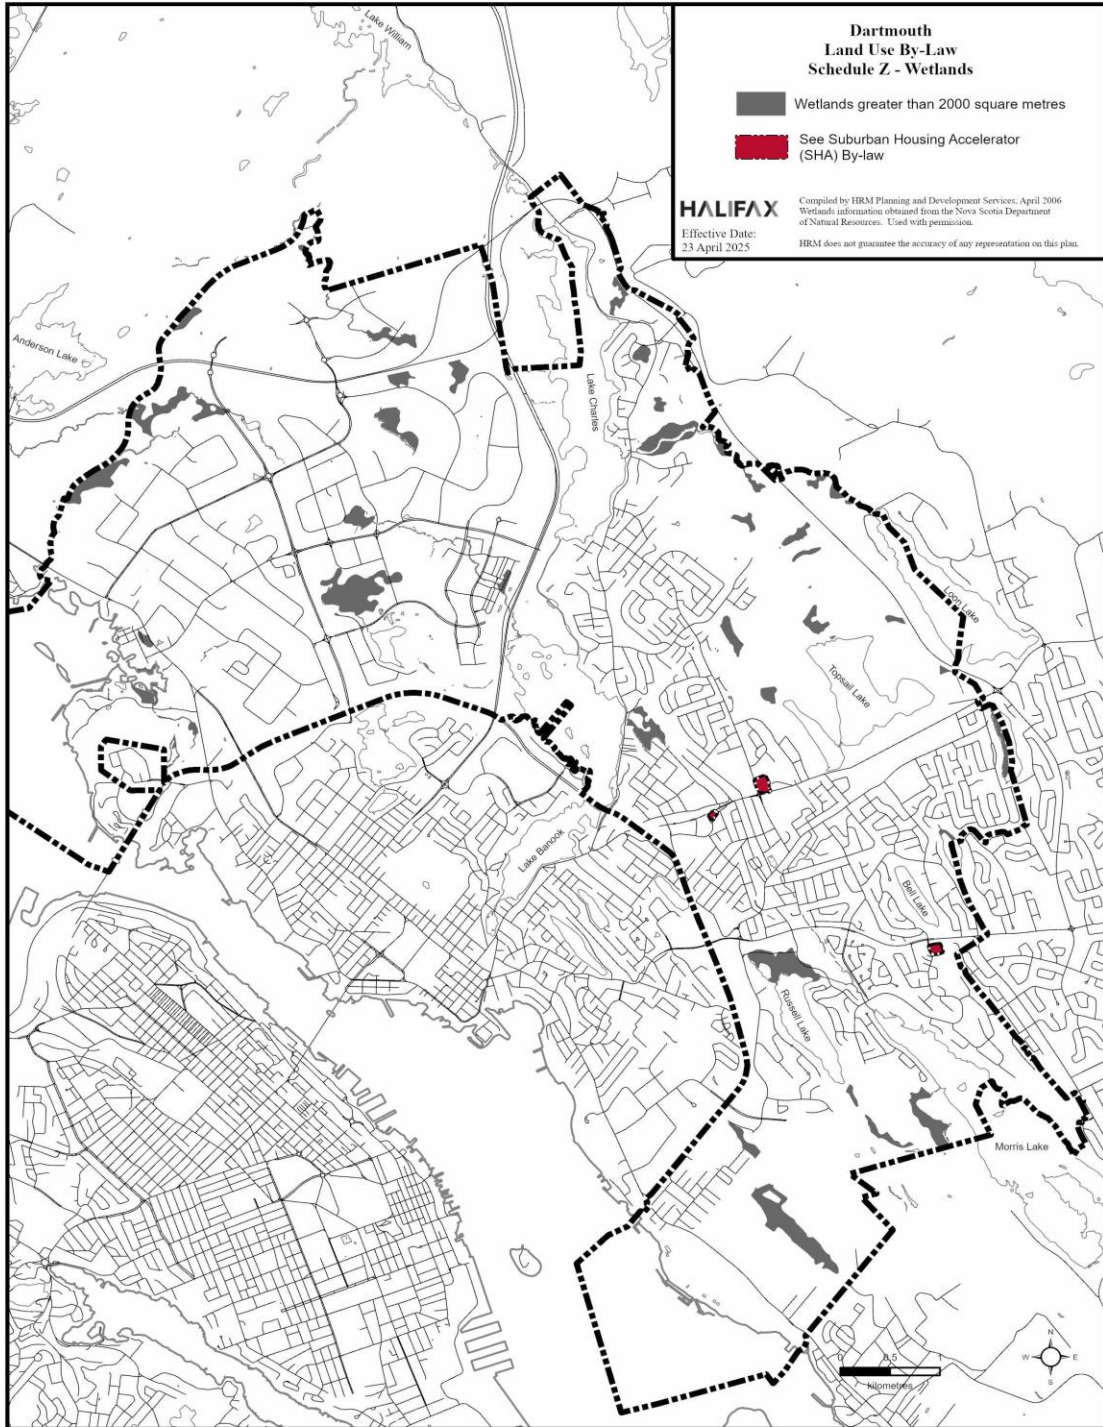 Dartmouth
Land Use By-Law
Schedule Z - Wetlands
Wetlands greater than 2000 square metres
See Suburban Housing Accelerator
(SHA) By-law
HALIFAX
Effective Date:
23 April 2025
Compiled by HRM Planning and Development Services, April 2006
Wetlands information obtained from the Nova Scotia Department
of Natural Resources. Used with permission.
HRM does not guarantee the accuracy of any representation on this plan.
Lake William
Anderson Lake
Lake Charles
Loon Lake
Topsail Lake
Lake Banook
Bell Lake
Russell Lake
Morris Lake
N
W E
S
0 0.5 1
kilometres